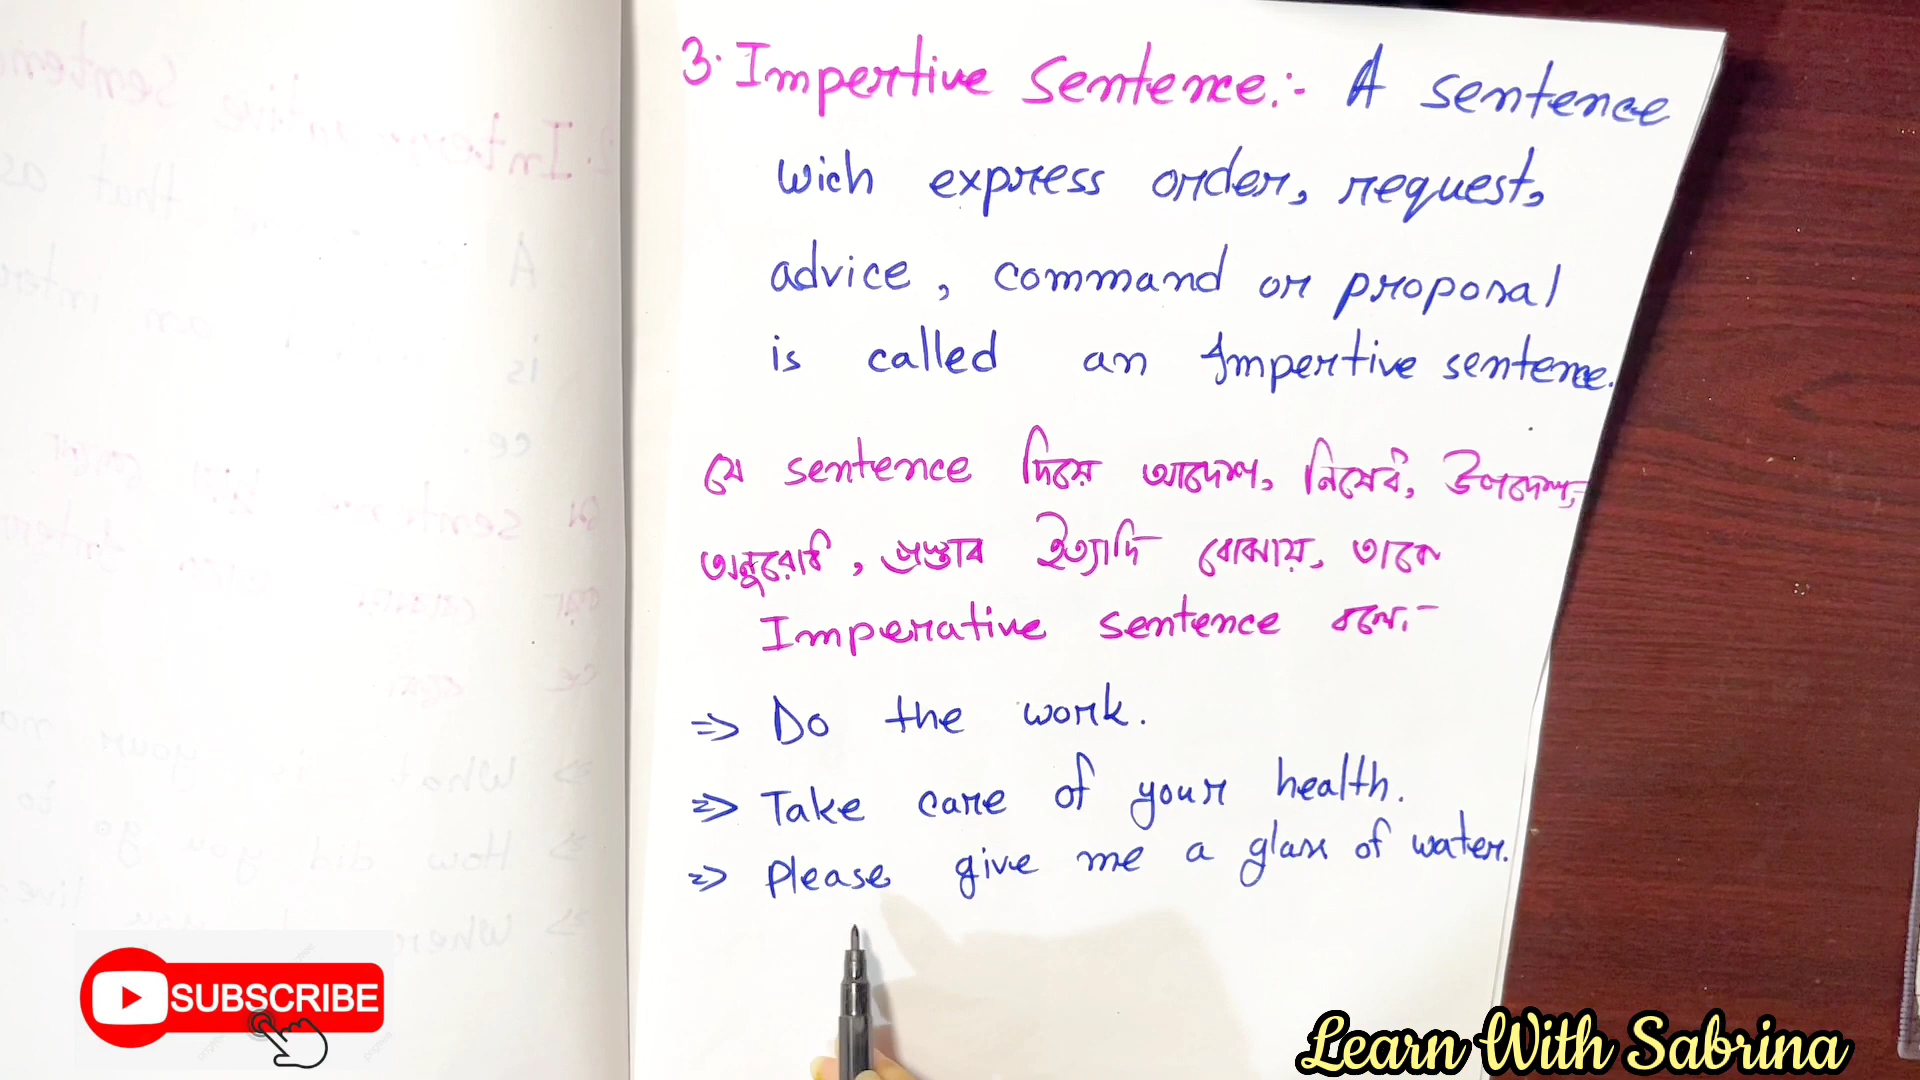 3. Impertive Sentence:- A sentence
wich express order, request,
advice, command or proposal
is called an Impertive sentence.
যে sentence দিয়ে আদেশ, নিষেধ, উপদেশ,
অনুরোধ, প্রস্তাব ইত্যাদি বোঝায়, তাকে
Imperative sentence বলে।-
=> Do the work.
=> Take care of your health.
=> Please give me a glass of water.
SUBSCRIBE
Learn With Sabrina